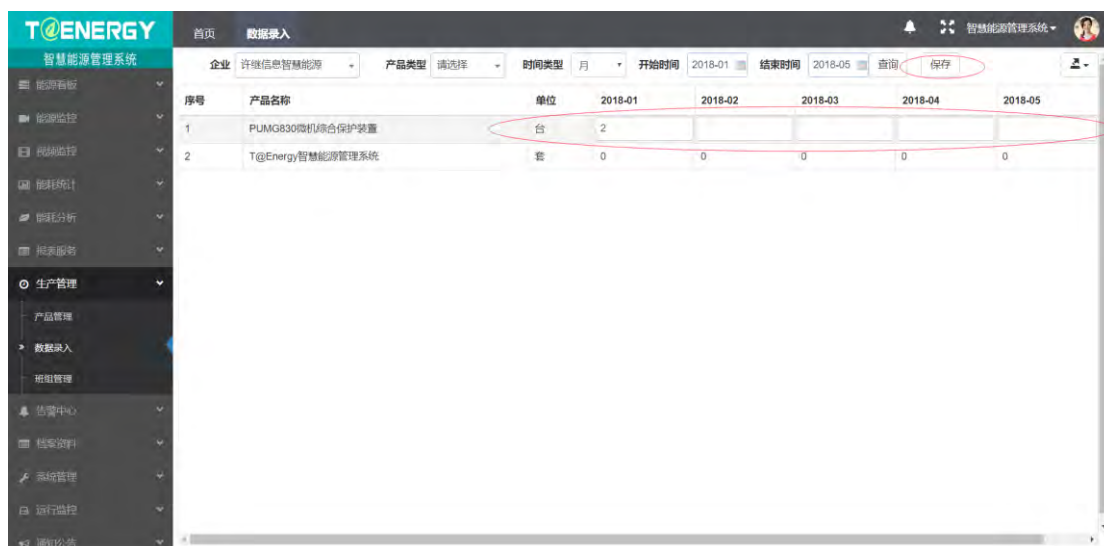 T@ENERGY
智慧能源管理系统
首页 数据录入 智慧能源管理系统
企业 许继信息智慧能源 产品类型 请选择 时间类型 月 开始时间 2018-01 结束时间 2018-05 查询 保存
序号 产品名称 单位 2018-01 2018-02 2018-03 2018-04 2018-05
1 PUMG830微机综合保护装置 台 2
2 T@Energy智慧能源管理系统 套 0 0 0 0 0
能源看板
能源监控
视频监控
能耗统计
能耗分析
报表服务
生产管理
产品管理
数据录入
班组管理
告警中心
档案资料
系统管理
运行监控
通知公告